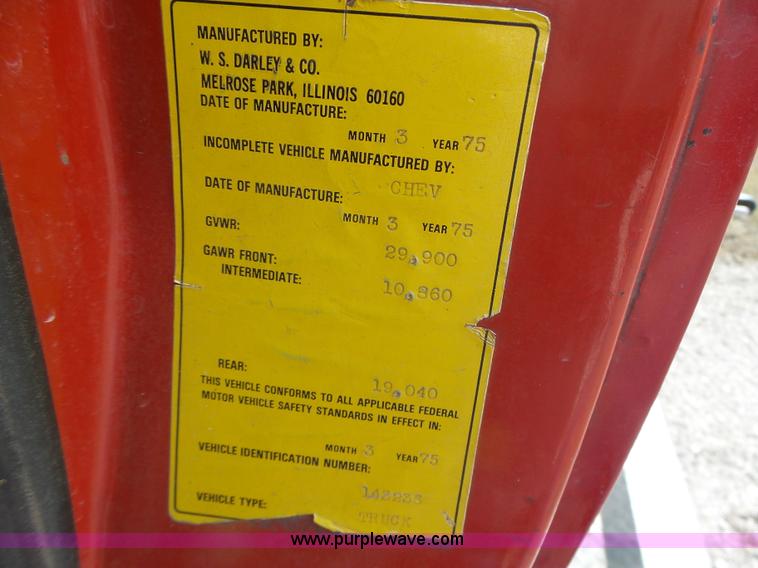 MANUFACTURED BY:
W. S. DARLEY & CO.
MELROSE PARK, ILLINOIS 60160
DATE OF MANUFACTURE:
MONTH 3 YEAR 75
INCOMPLETE VEHICLE MANUFACTURED BY:
CHEV
DATE OF MANUFACTURE:
MONTH 3 YEAR 75
GVWR:
29,900
GAWR FRONT:
INTERMEDIATE:
10,860
REAR:
19,040
THIS VEHICLE CONFORMS TO ALL APPLICABLE FEDERAL
MOTOR VEHICLE SAFETY STANDARDS IN EFFECT IN:
MONTH 3 YEAR 75
VEHICLE IDENTIFICATION NUMBER:
VEHICLE TYPE:
TRUCK
www.purplewave.com